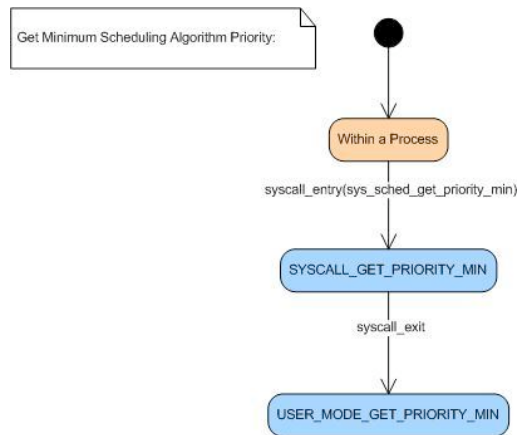 Get Minimum Scheduling Algorithm Priority:
Within a Process
syscall_entry(sys_sched_get_priority_min)
SYSCALL_GET_PRIORITY_MIN
syscall_exit
USER_MODE_GET_PRIORITY_MIN